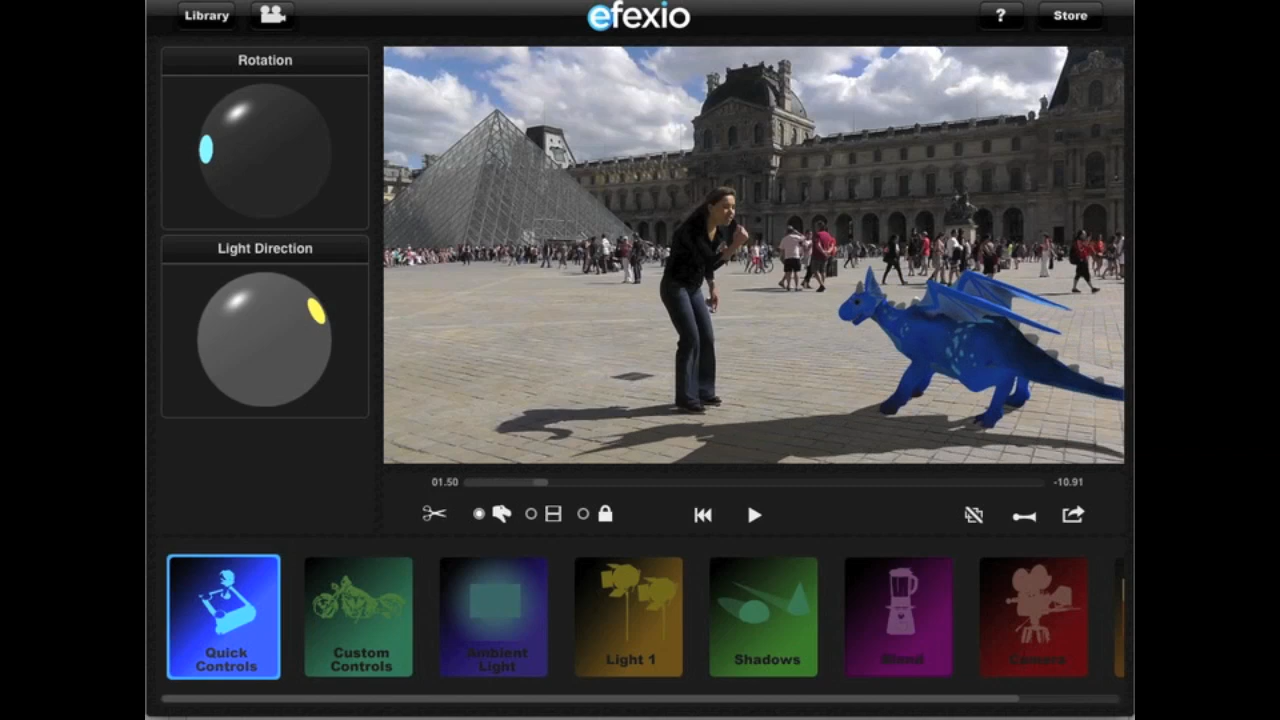 Library
efexio
?
Store
Rotation
Light Direction
01.50
-10.91
Quick
Controls
Custom
Controls
Ambient
Light
Light 1
Shadows
Blend
Camera